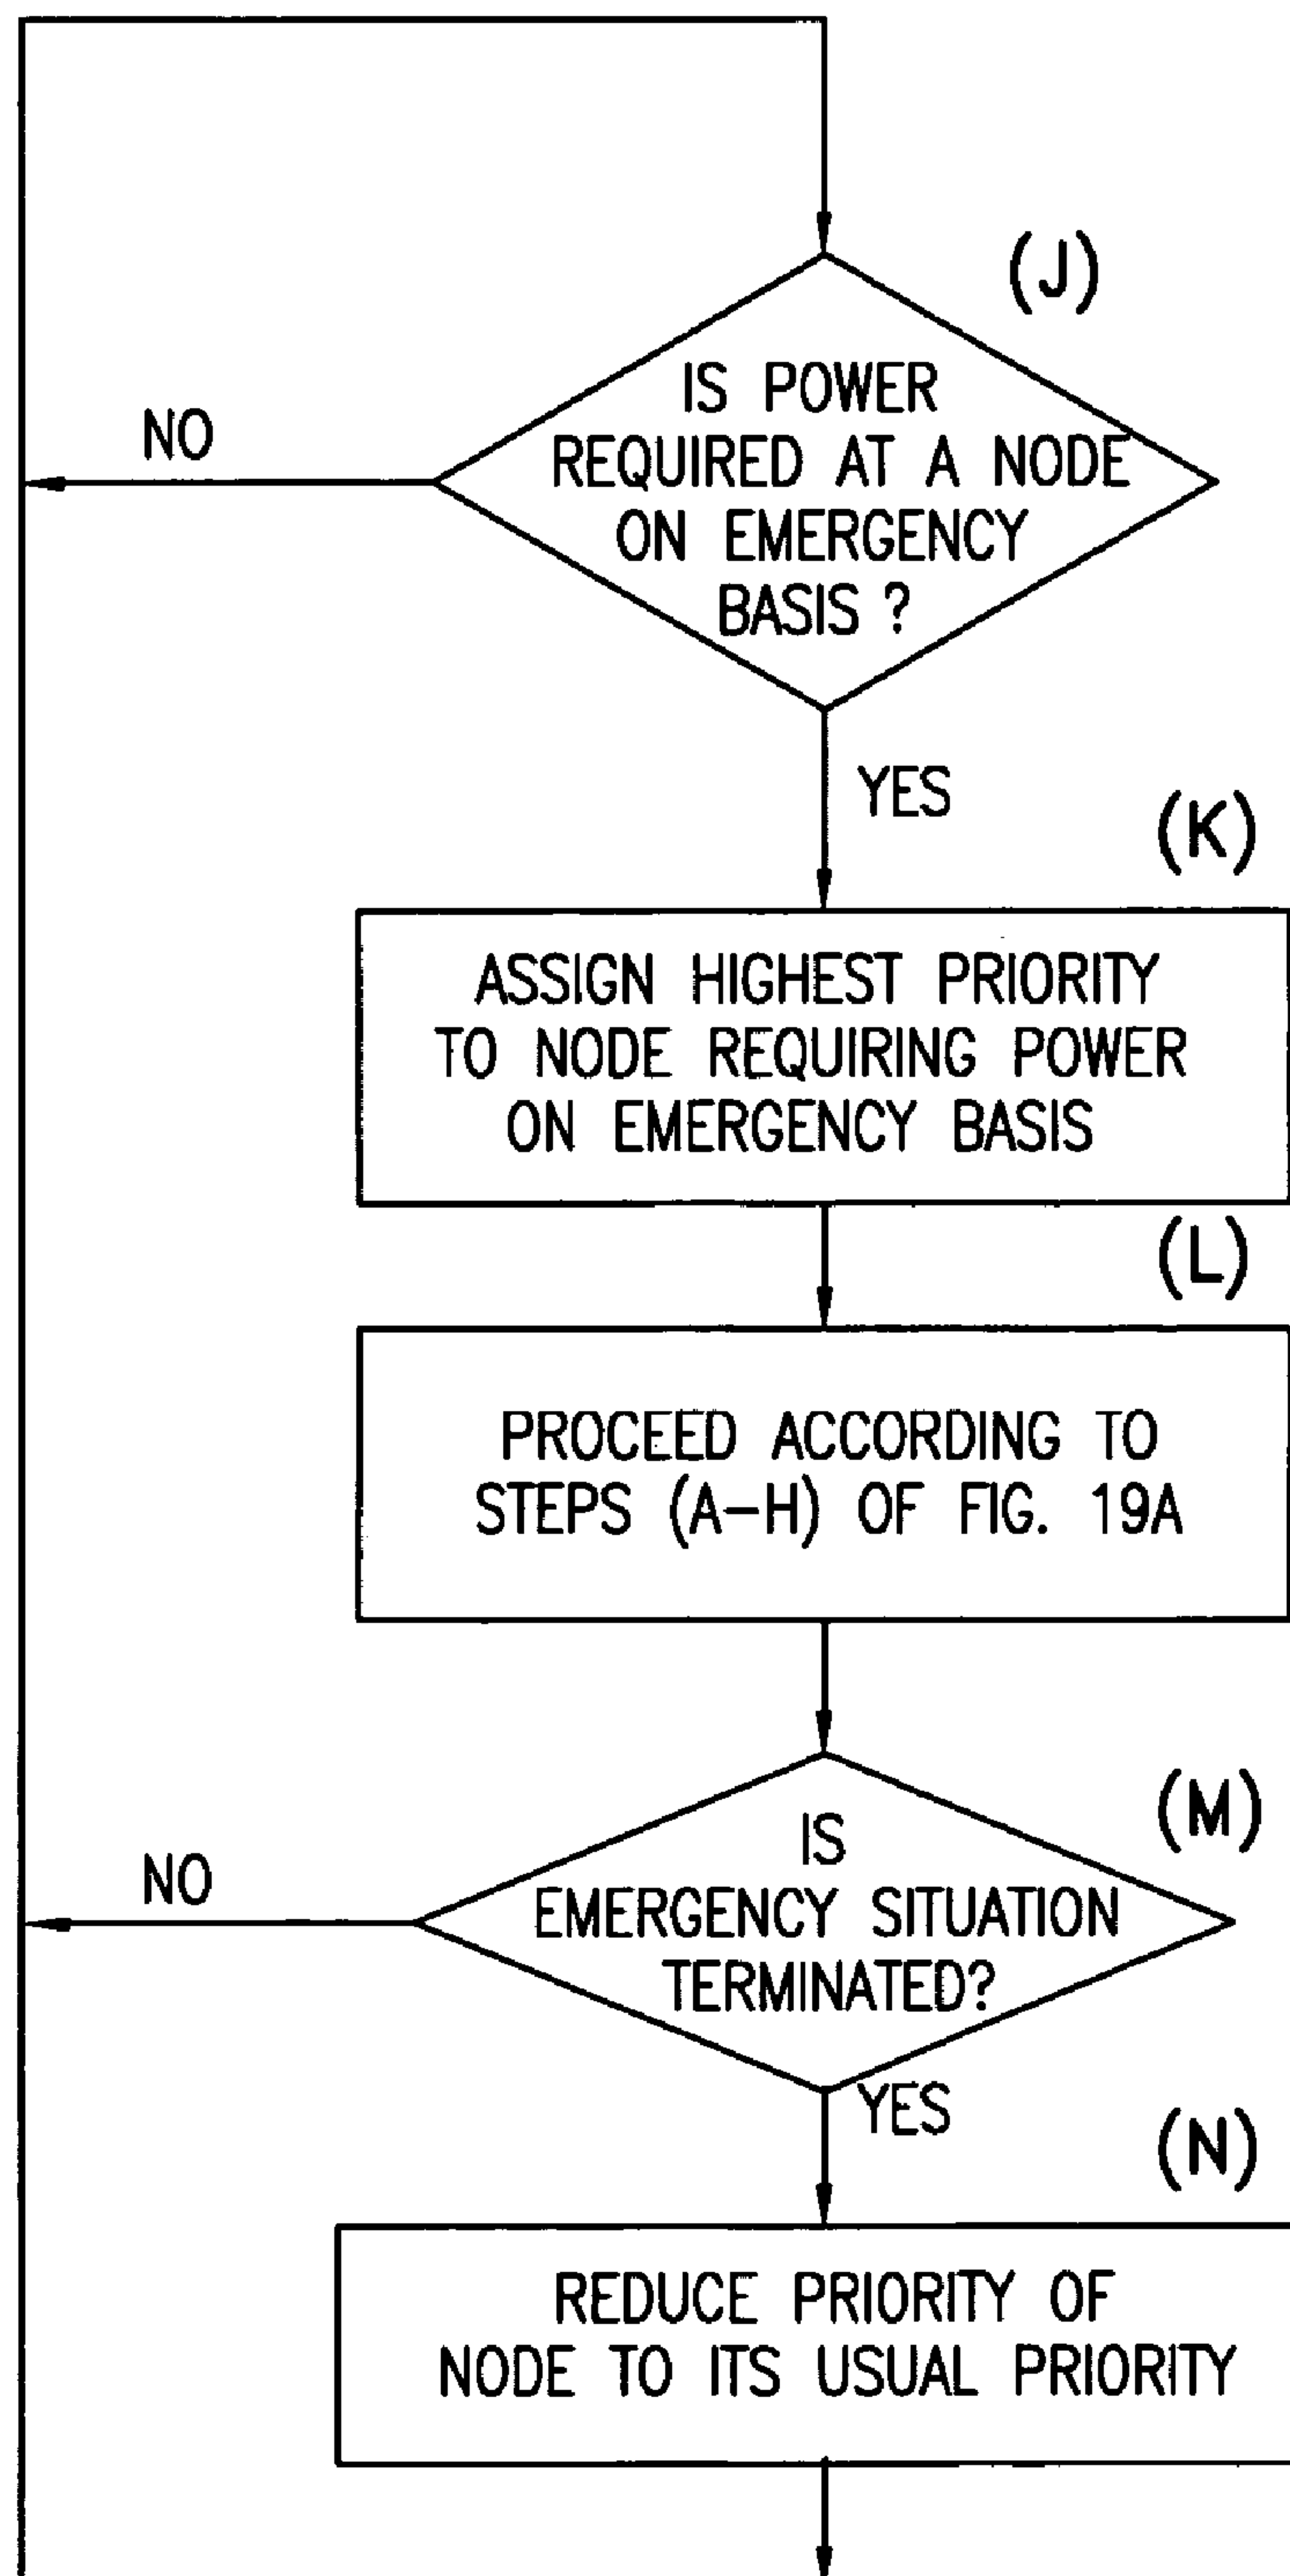 (J)
IS POWER
REQUIRED AT A NODE
ON EMERGENCY
BASIS ?
NO
YES
(K)
ASSIGN HIGHEST PRIORITY
TO NODE REQUIRING POWER
ON EMERGENCY BASIS
(L)
PROCEED ACCORDING TO
STEPS (A-H) OF FIG. 19A
(M)
IS
EMERGENCY SITUATION
TERMINATED?
NO
YES
(N)
REDUCE PRIORITY OF
NODE TO ITS USUAL PRIORITY